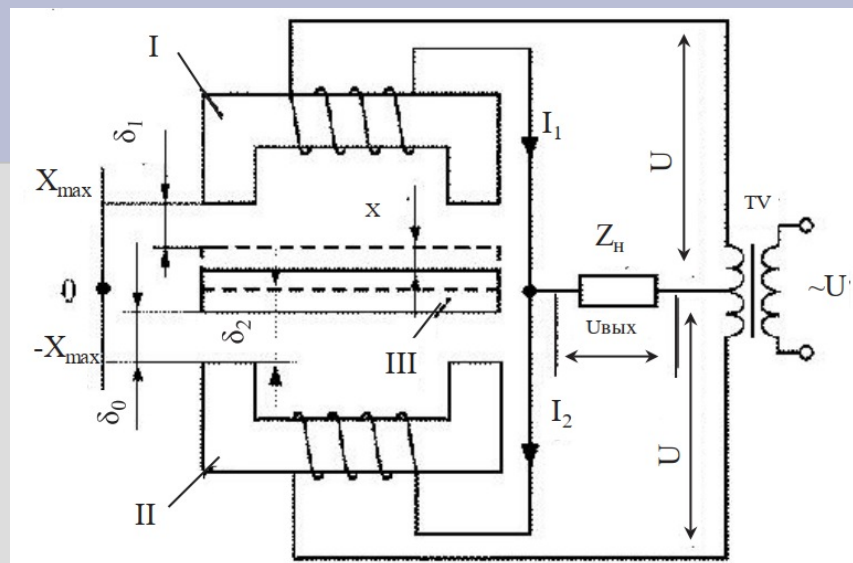 I
δ₁
Xmax
x
I₁
U
TV
Zн
0
~U
Uвых
δ₂
-Xmax
III
δ₀
I₂
U
II